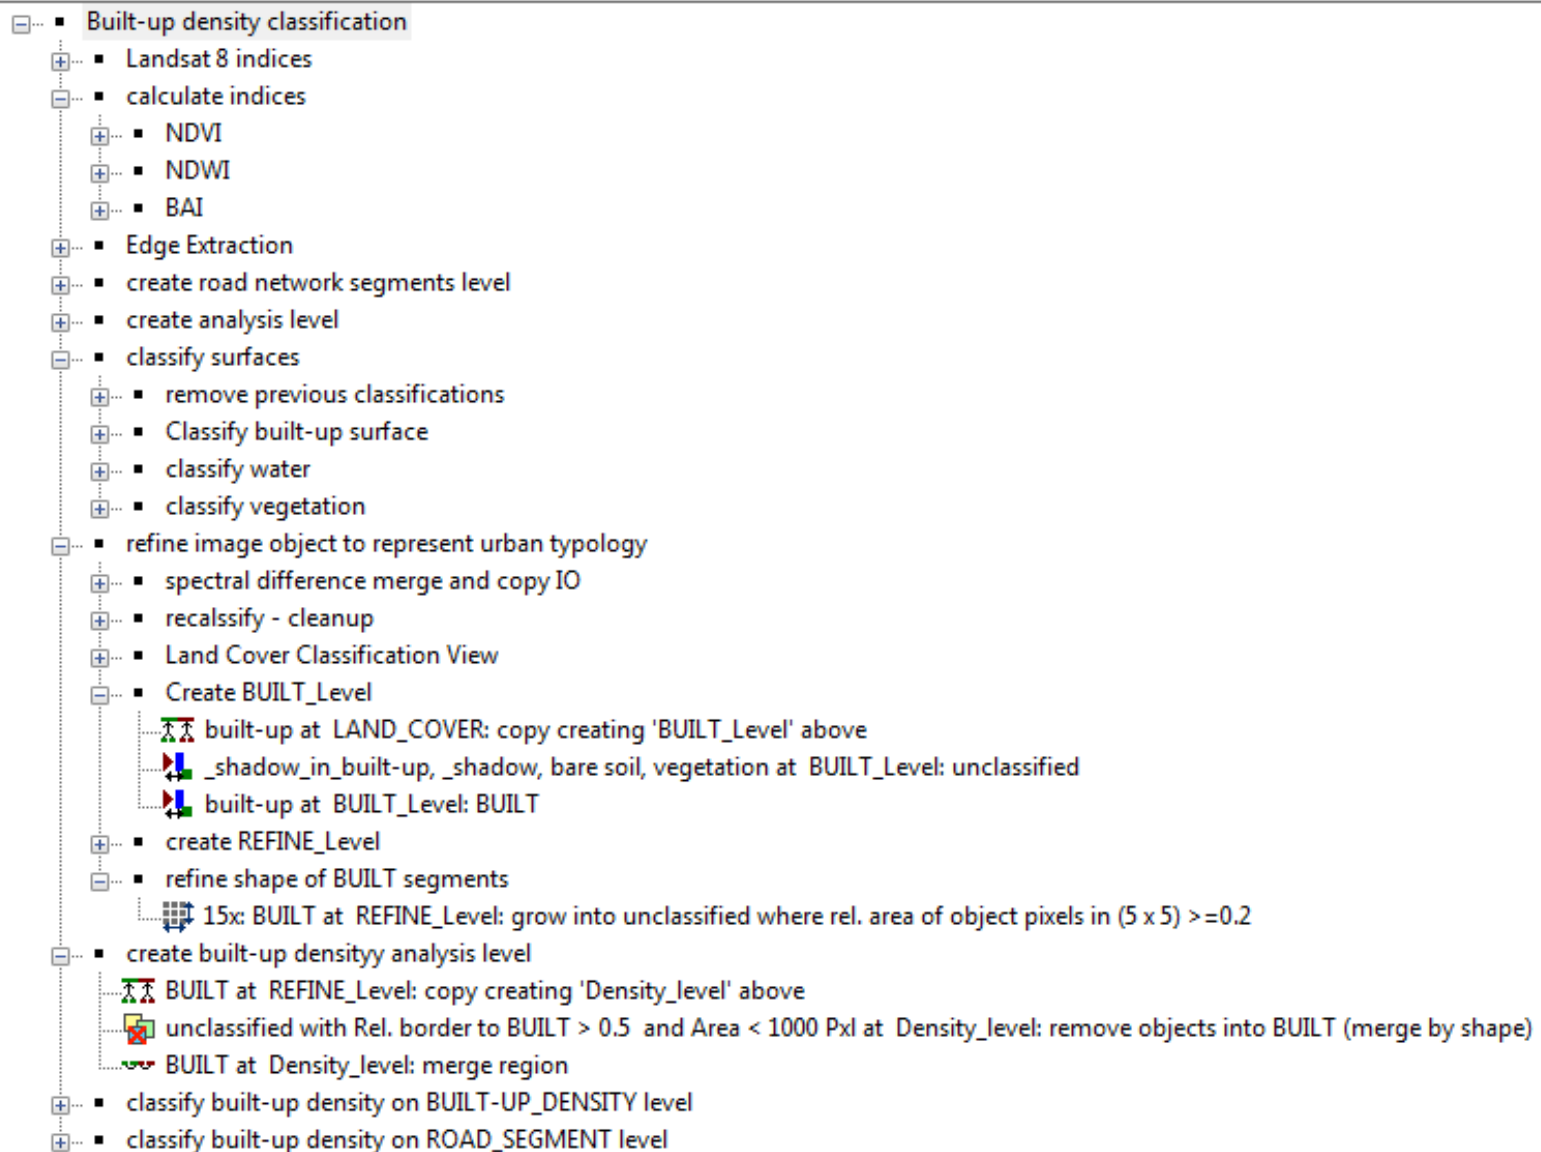 Built-up density classification
Landsat 8 indices
calculate indices
NDVI
NDWI
BAI
Edge Extraction
create road network segments level
create analysis level
classify surfaces
remove previous classifications
Classify built-up surface
classify water
classify vegetation
refine image object to represent urban typology
spectral difference merge and copy IO
recalssify - cleanup
Land Cover Classification View
Create BUILT_Level
built-up at  LAND_COVER: copy creating 'BUILT_Level' above
_shadow_in_built-up, _shadow, bare soil, vegetation at  BUILT_Level: unclassified
built-up at  BUILT_Level: BUILT
create REFINE_Level
refine shape of BUILT segments
15x: BUILT at  REFINE_Level: grow into unclassified where rel. area of object pixels in (5 x 5) >=0.2
create built-up densityy analysis level
BUILT at  REFINE_Level: copy creating 'Density_level' above
unclassified with Rel. border to BUILT > 0.5  and Area < 1000 Pxl at  Density_level: remove objects into BUILT (merge by shape)
BUILT at  Density_level: merge region
classify built-up density on BUILT-UP_DENSITY level
classify built-up density on ROAD_SEGMENT level